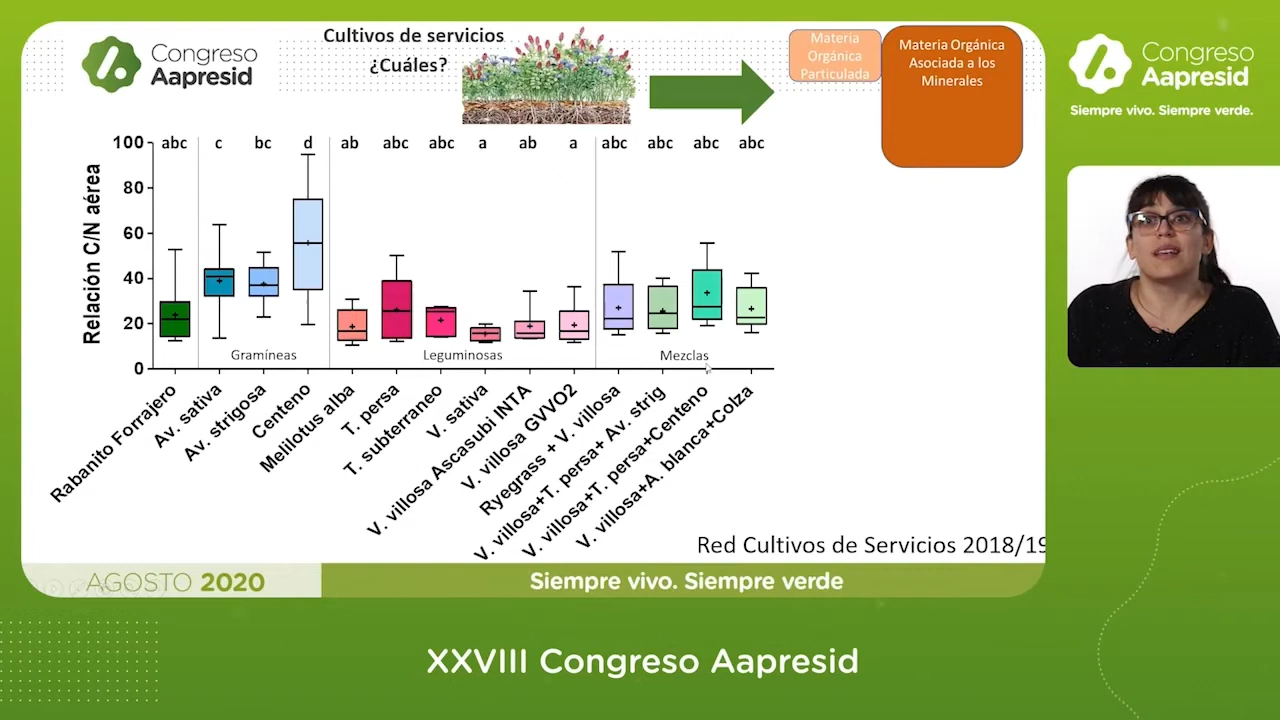 Congreso
Aapresid
Cultivos de servicios
¿Cuáles?
Materia
Orgánica
Particulada
Materia Orgánica
Asociada a los
Minerales
Congreso
Aapresid
Siempre vivo. Siempre verde.
Relación C/N aérea
100
80
60
40
20
0
abc c bc d ab abc abc a ab a abc abc abc abc
Gramíneas
Leguminosas
Mezclas
Rabanito Forrajero
Av. sativa
Av. strigosa
Centeno
Melilotus alba
T. persa
T. subterraneo
V. sativa
V. villosa Ascasubi INTA
V. villosa GVVO2
Ryegrass + V. villosa
V. villosa+T. persa+ Av. strig
V. villosa+T. persa+Centeno
V. villosa+A. blanca+Colza
Red Cultivos de Servicios 2018/19
AGOSTO 2020
Siempre vivo. Siempre verde
XXVIII Congreso Aapresid